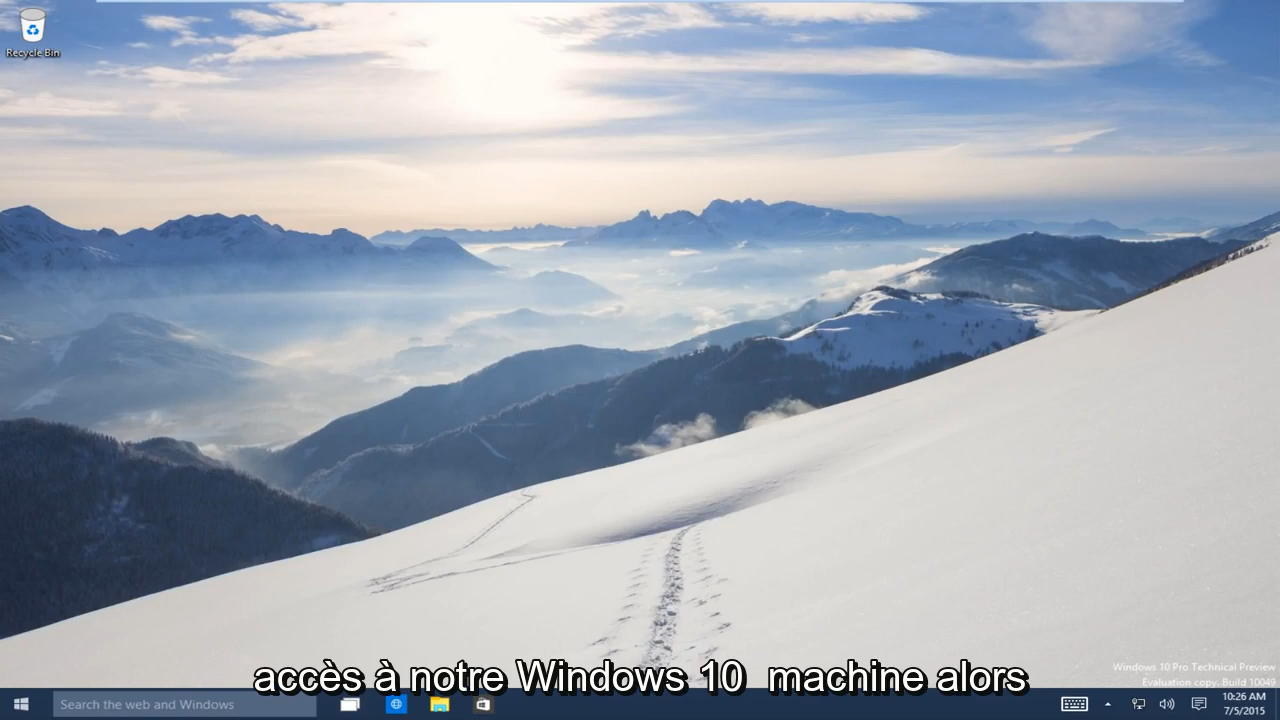 Recycle Bin
accès à notre Windows 10 machine alors
Windows 10 Pro Technical Preview
Evaluation copy. Build 10049
Search the web and Windows
10:26 AM
7/5/2015